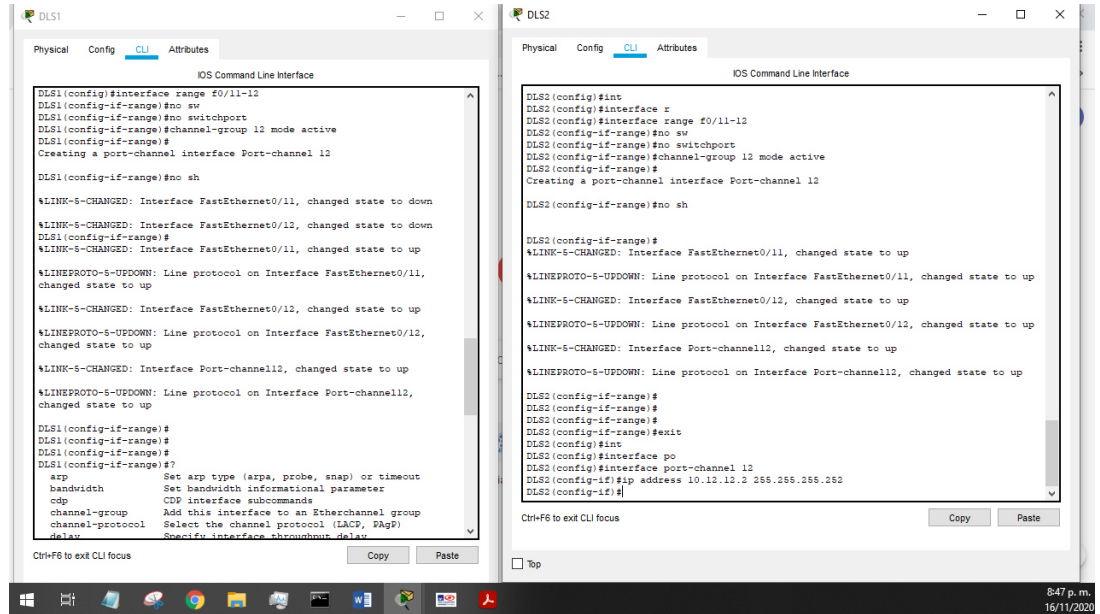 DLS1
Physical Config CLI Attributes
IOS Command Line Interface
DLS1(config)#interface range f0/11-12
DLS1(config-if-range)#no sw
DLS1(config-if-range)#no switchport
DLS1(config-if-range)#channel-group 12 mode active
DLS1(config-if-range)#
Creating a port-channel interface Port-channel 12
DLS1(config-if-range)#no sh
%LINK-5-CHANGED: Interface FastEthernet0/11, changed state to down
%LINK-5-CHANGED: Interface FastEthernet0/12, changed state to down
DLS1(config-if-range)#
%LINK-5-CHANGED: Interface FastEthernet0/11, changed state to up
%LINEPROTO-5-UPDOWN: Line protocol on Interface FastEthernet0/11,
changed state to up
%LINK-5-CHANGED: Interface FastEthernet0/12, changed state to up
%LINEPROTO-5-UPDOWN: Line protocol on Interface FastEthernet0/12,
changed state to up
%LINK-5-CHANGED: Interface Port-channel12, changed state to up
%LINEPROTO-5-UPDOWN: Line protocol on Interface Port-channel12,
changed state to up
DLS1(config-if-range)#
DLS1(config-if-range)#
DLS1(config-if-range)#
DLS1(config-if-range)#?
arp Set arp type (arpa, probe, snap) or timeout
bandwidth Set bandwidth informational parameter
cdp CDP interface subcommands
channel-group Add this interface to an Etherchannel group
channel-protocol Select the channel protocol (LACP, PAgP)
delay Specify interface throughput delay
Ctrl+F6 to exit CLI focus
Copy Paste
DLS2
Physical Config CLI Attributes
IOS Command Line Interface
DLS2(config)#int
DLS2(config)#interface r
DLS2(config)#interface range f0/11-12
DLS2(config-if-range)#no sw
DLS2(config-if-range)#no switchport
DLS2(config-if-range)#channel-group 12 mode active
DLS2(config-if-range)#
Creating a port-channel interface Port-channel 12
DLS2(config-if-range)#no sh
DLS2(config-if-range)#
%LINK-5-CHANGED: Interface FastEthernet0/11, changed state to up
%LINEPROTO-5-UPDOWN: Line protocol on Interface FastEthernet0/11, changed state to up
%LINK-5-CHANGED: Interface FastEthernet0/12, changed state to up
%LINEPROTO-5-UPDOWN: Line protocol on Interface FastEthernet0/12, changed state to up
%LINK-5-CHANGED: Interface Port-channel12, changed state to up
%LINEPROTO-5-UPDOWN: Line protocol on Interface Port-channel12, changed state to up
DLS2(config-if-range)#
DLS2(config-if-range)#
DLS2(config-if-range)#
DLS2(config-if-range)#exit
DLS2(config)#int
DLS2(config)#interface po
DLS2(config)#interface port-channel 12
DLS2(config-if)#ip address 10.12.12.2 255.255.255.252
DLS2(config-if)#
Ctrl+F6 to exit CLI focus
Copy Paste
Top
8:47 p. m.
16/11/2020